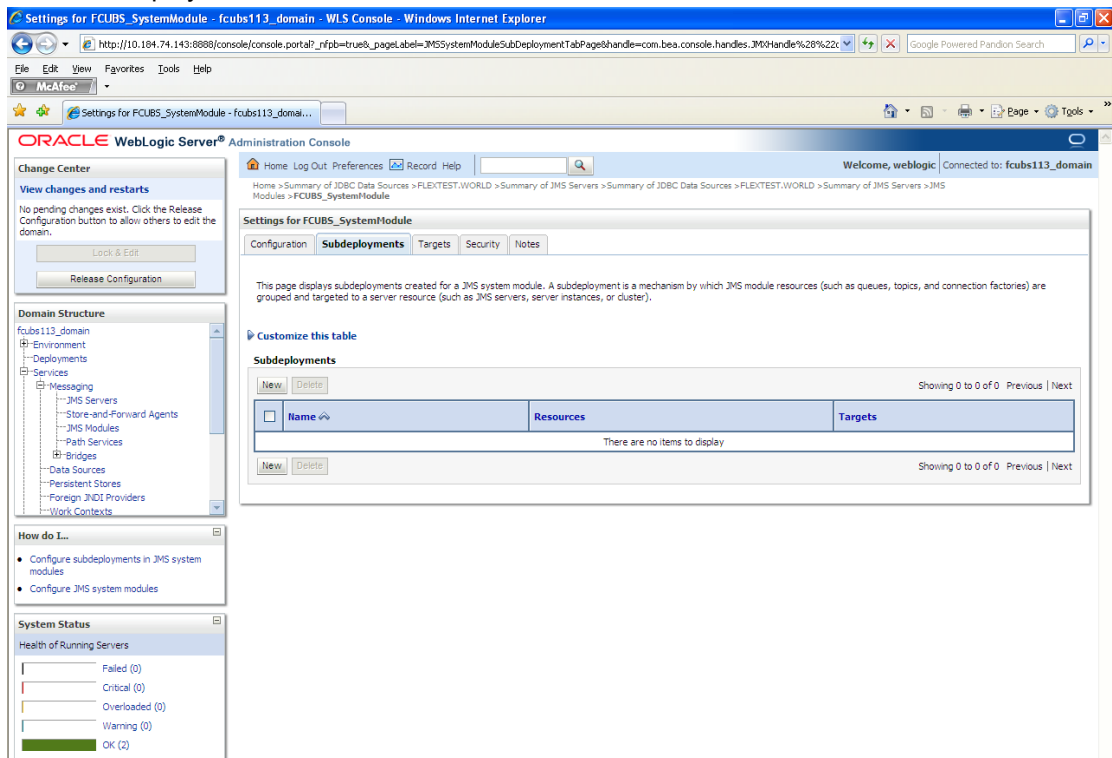 Settings for FCUBS_SystemModule - fcubs113_domain - WLS Console - Windows Internet Explorer
http://10.184.74.143:8888/console/console.portal?_nfpb=true&_pageLabel=JMSSystemModuleSubDeploymentTabPage&handle=com.bea.console.handles.JMXHandle%28%22c
Google Powered Pandion Search
File Edit View Favorites Tools Help
McAfee
Settings for FCUBS_SystemModule - fcubs113_domai...
Page Tools »
ORACLE WebLogic Server® Administration Console
Change Center
View changes and restarts
No pending changes exist. Click the Release
Configuration button to allow others to edit the
domain.
Lock & Edit
Release Configuration
Domain Structure
fcubs113_domain
Environment
Deployments
Services
Messaging
JMS Servers
Store-and-Forward Agents
JMS Modules
Path Services
Bridges
Data Sources
Persistent Stores
Foreign JNDI Providers
Work Contexts
How do I...
Configure subdeployments in JMS system
modules
Configure JMS system modules
System Status
Health of Running Servers
Failed (0)
Critical (0)
Overloaded (0)
Warning (0)
OK (2)
Home Log Out Preferences Record Help
Welcome, weblogic Connected to: fcubs113_domain
Home >Summary of JDBC Data Sources >FLEXTEST.WORLD >Summary of JMS Servers >Summary of JDBC Data Sources >FLEXTEST.WORLD >Summary of JMS Servers >JMS
Modules >FCUBS_SystemModule
Settings for FCUBS_SystemModule
Configuration Subdeployments Targets Security Notes
This page displays subdeployments created for a JMS system module. A subdeployment is a mechanism by which JMS module resources (such as queues, topics, and connection factories) are
grouped and targeted to a server resource (such as JMS servers, server instances, or cluster).
Customize this table
Subdeployments
New Delete Showing 0 to 0 of 0 Previous | Next
Name Resources Targets
There are no items to display
New Delete Showing 0 to 0 of 0 Previous | Next